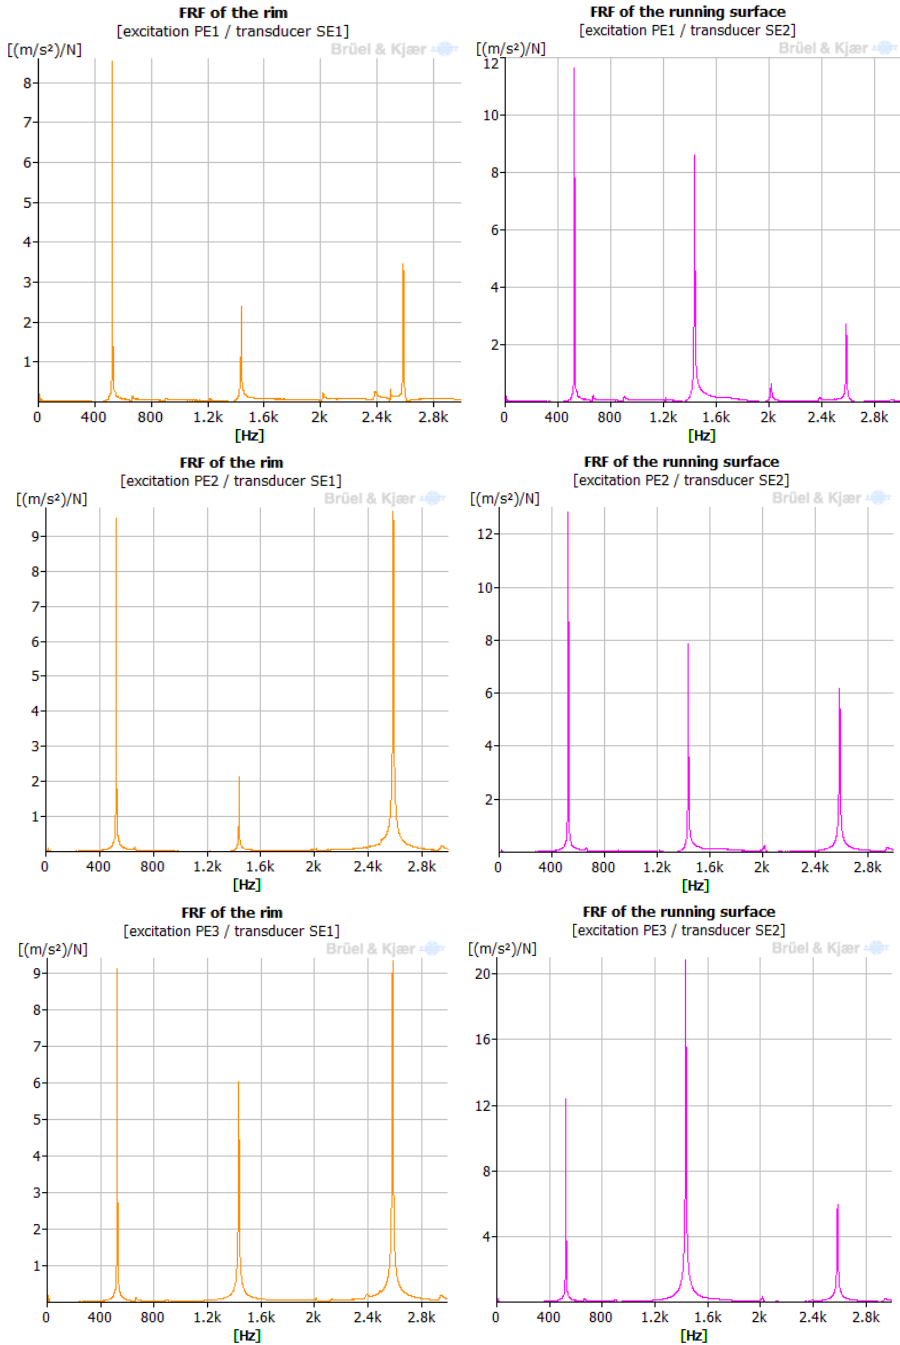 FRF of the rim
[excitation PE1 / transducer SE1]
[(m/s²)/N]
Brüel & Kjær
8
7
6
5
4
3
2
1
0 400 800 1.2k 1.6k 2k 2.4k 2.8k
[Hz]
FRF of the running surface
[excitation PE1 / transducer SE2]
[(m/s²)/N]
Brüel & Kjær
12
10
8
6
4
2
0 400 800 1.2k 1.6k 2k 2.4k 2.8k
[Hz]
FRF of the rim
[excitation PE2 / transducer SE1]
[(m/s²)/N]
Brüel & Kjær
9
8
7
6
5
4
3
2
1
0 400 800 1.2k 1.6k 2k 2.4k 2.8k
[Hz]
FRF of the running surface
[excitation PE2 / transducer SE2]
[(m/s²)/N]
Brüel & Kjær
12
10
8
6
4
2
0 400 800 1.2k 1.6k 2k 2.4k 2.8k
[Hz]
FRF of the rim
[excitation PE3 / transducer SE1]
[(m/s²)/N]
Brüel & Kjær
9
8
7
6
5
4
3
2
1
0 400 800 1.2k 1.6k 2k 2.4k 2.8k
[Hz]
FRF of the running surface
[excitation PE3 / transducer SE2]
[(m/s²)/N]
Brüel & Kjær
20
16
12
8
4
0 400 800 1.2k 1.6k 2k 2.4k 2.8k
[Hz]